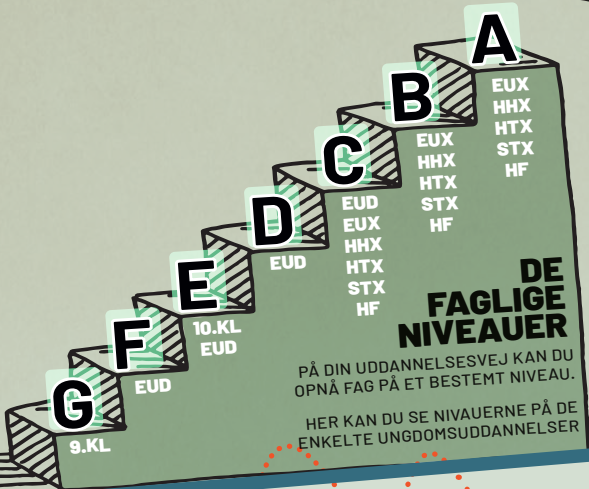 A
EUX
HHX
HTX
STX
HF
B
EUX
HHX
HTX
STX
HF
C
EUD
EUX
HHX
HTX
STX
HF
D
EUD
E
10.KL
EUD
F
EUD
G
9.KL
DE
FAGLIGE
NIVEAUER
PÅ DIN UDDANNELSESVEJ KAN DU
OPNÅ FAG PÅ ET BESTEMT NIVEAU.
HER KAN DU SE NIVAUERNE PÅ DE
ENKELTE UNGDOMSUDDANNELSER